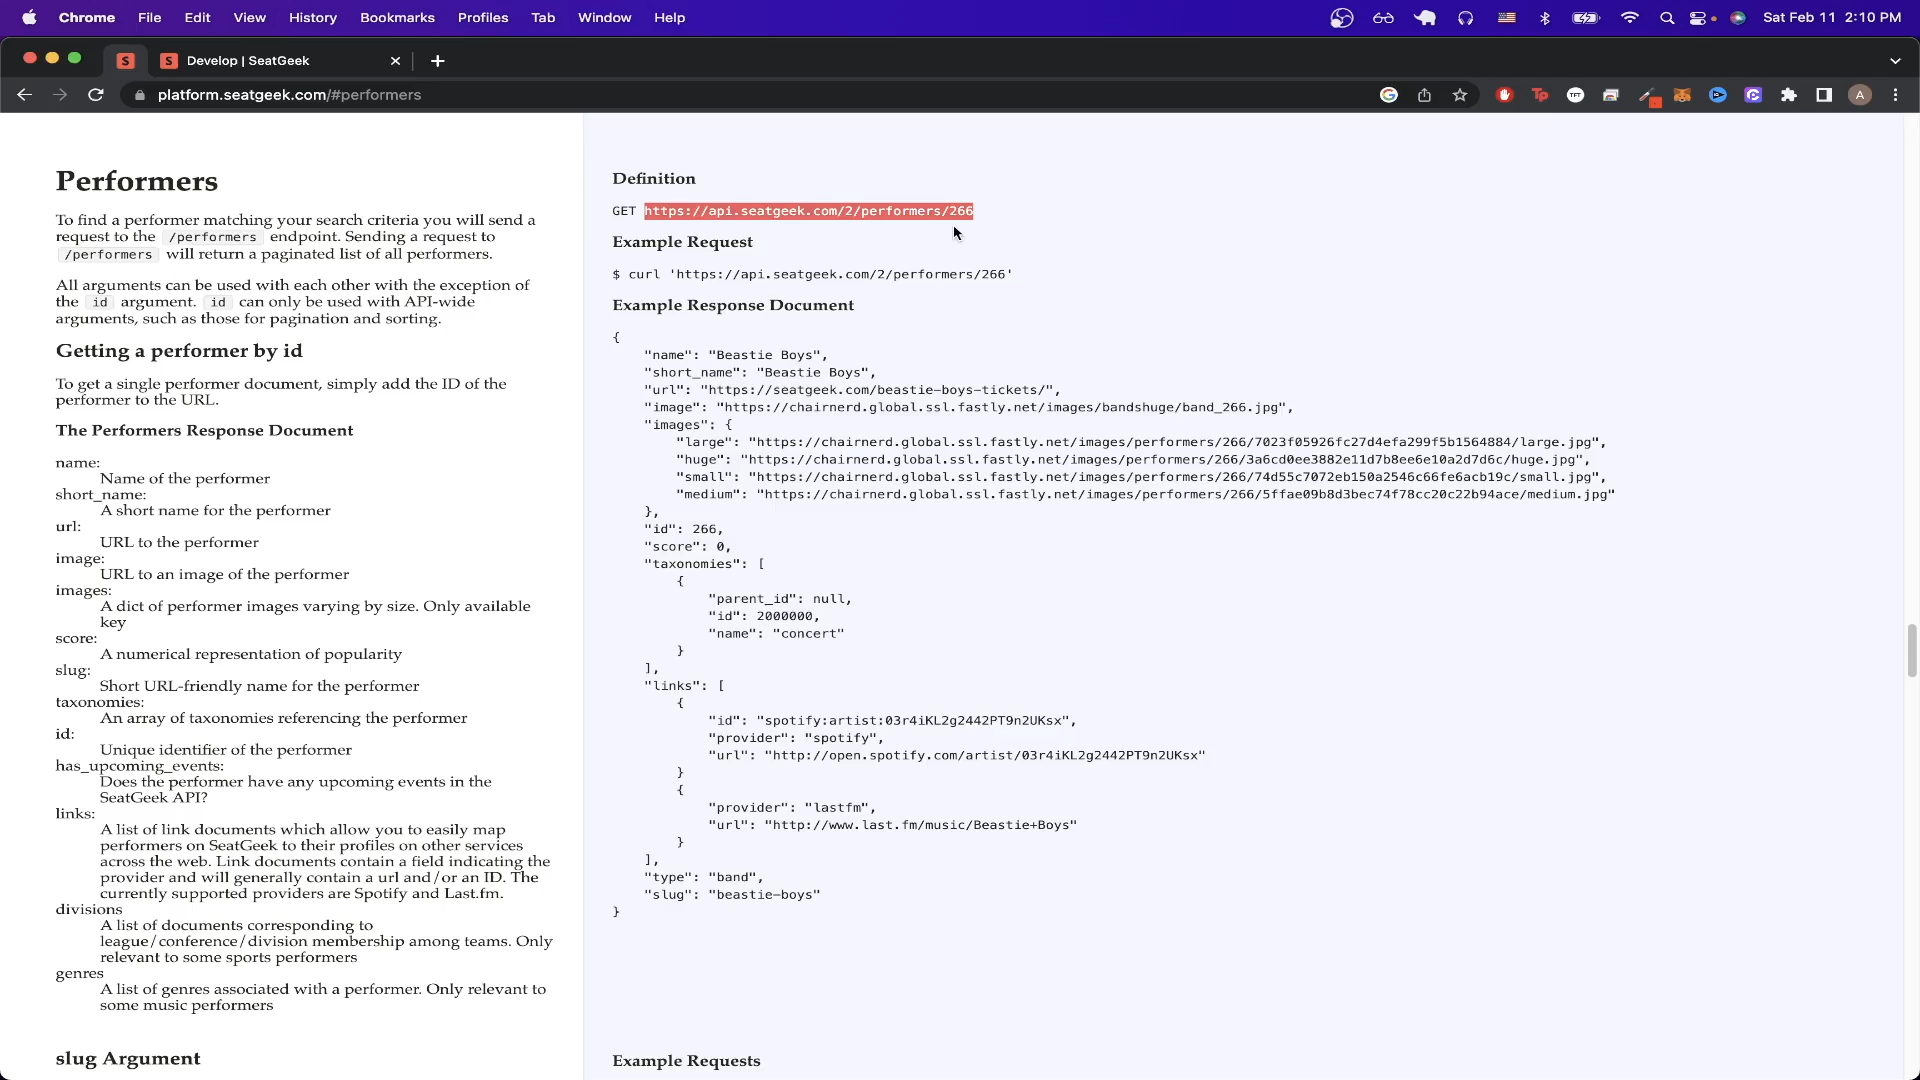 Chrome File Edit View History Bookmarks Profiles Tab Window Help Sat Feb 11 2:10 PM
S S Develop | SeatGeek
platform.seatgeek.com/#performers Tp TFT A
Performers
To find a performer matching your search criteria you will send a
request to the /performers endpoint. Sending a request to
/performers will return a paginated list of all performers.
All arguments can be used with each other with the exception of
the id argument. id can only be used with API-wide
arguments, such as those for pagination and sorting.
Getting a performer by id
To get a single performer document, simply add the ID of the
performer to the URL.
The Performers Response Document
name:
Name of the performer
short_name:
A short name for the performer
url:
URL to the performer
image:
URL to an image of the performer
images:
A dict of performer images varying by size. Only available
key
score:
A numerical representation of popularity
slug:
Short URL-friendly name for the performer
taxonomies:
An array of taxonomies referencing the performer
id:
Unique identifier of the performer
has_upcoming_events:
Does the performer have any upcoming events in the
SeatGeek API?
links:
A list of link documents which allow you to easily map
performers on SeatGeek to their profiles on other services
across the web. Link documents contain a field indicating the
provider and will generally contain a url and/or an ID. The
currently supported providers are Spotify and Last.fm.
divisions
A list of documents corresponding to
league/conference/division membership among teams. Only
relevant to some sports performers
genres
A list of genres associated with a performer. Only relevant to
some music performers
slug Argument
Definition
GET https://api.seatgeek.com/2/performers/266
Example Request
$ curl 'https://api.seatgeek.com/2/performers/266'
Example Response Document
{
"name": "Beastie Boys",
"short_name": "Beastie Boys",
"url": "https://seatgeek.com/beastie-boys-tickets/",
"image": "https://chairnerd.global.ssl.fastly.net/images/bandshuge/band_266.jpg",
"images": {
"large": "https://chairnerd.global.ssl.fastly.net/images/performers/266/7023f05926fc27d4efa299f5b1564884/large.jpg",
"huge": "https://chairnerd.global.ssl.fastly.net/images/performers/266/3a6cd0ee3882e11d7b8ee6e10a2d7d6c/huge.jpg",
"small": "https://chairnerd.global.ssl.fastly.net/images/performers/266/74d55c7072eb150a2546c66fe6acb19c/small.jpg",
"medium": "https://chairnerd.global.ssl.fastly.net/images/performers/266/5ffae09b8d3bec74f78cc20c22b94ace/medium.jpg"
},
"id": 266,
"score": 0,
"taxonomies": [
{
"parent_id": null,
"id": 2000000,
"name": "concert"
}
],
"links": [
{
"id": "spotify:artist:03r4iKL2g2442PT9n2UKsx",
"provider": "spotify",
"url": "http://open.spotify.com/artist/03r4iKL2g2442PT9n2UKsx"
}
{
"provider": "lastfm",
"url": "http://www.last.fm/music/Beastie+Boys"
}
],
"type": "band",
"slug": "beastie-boys"
}
Example Requests